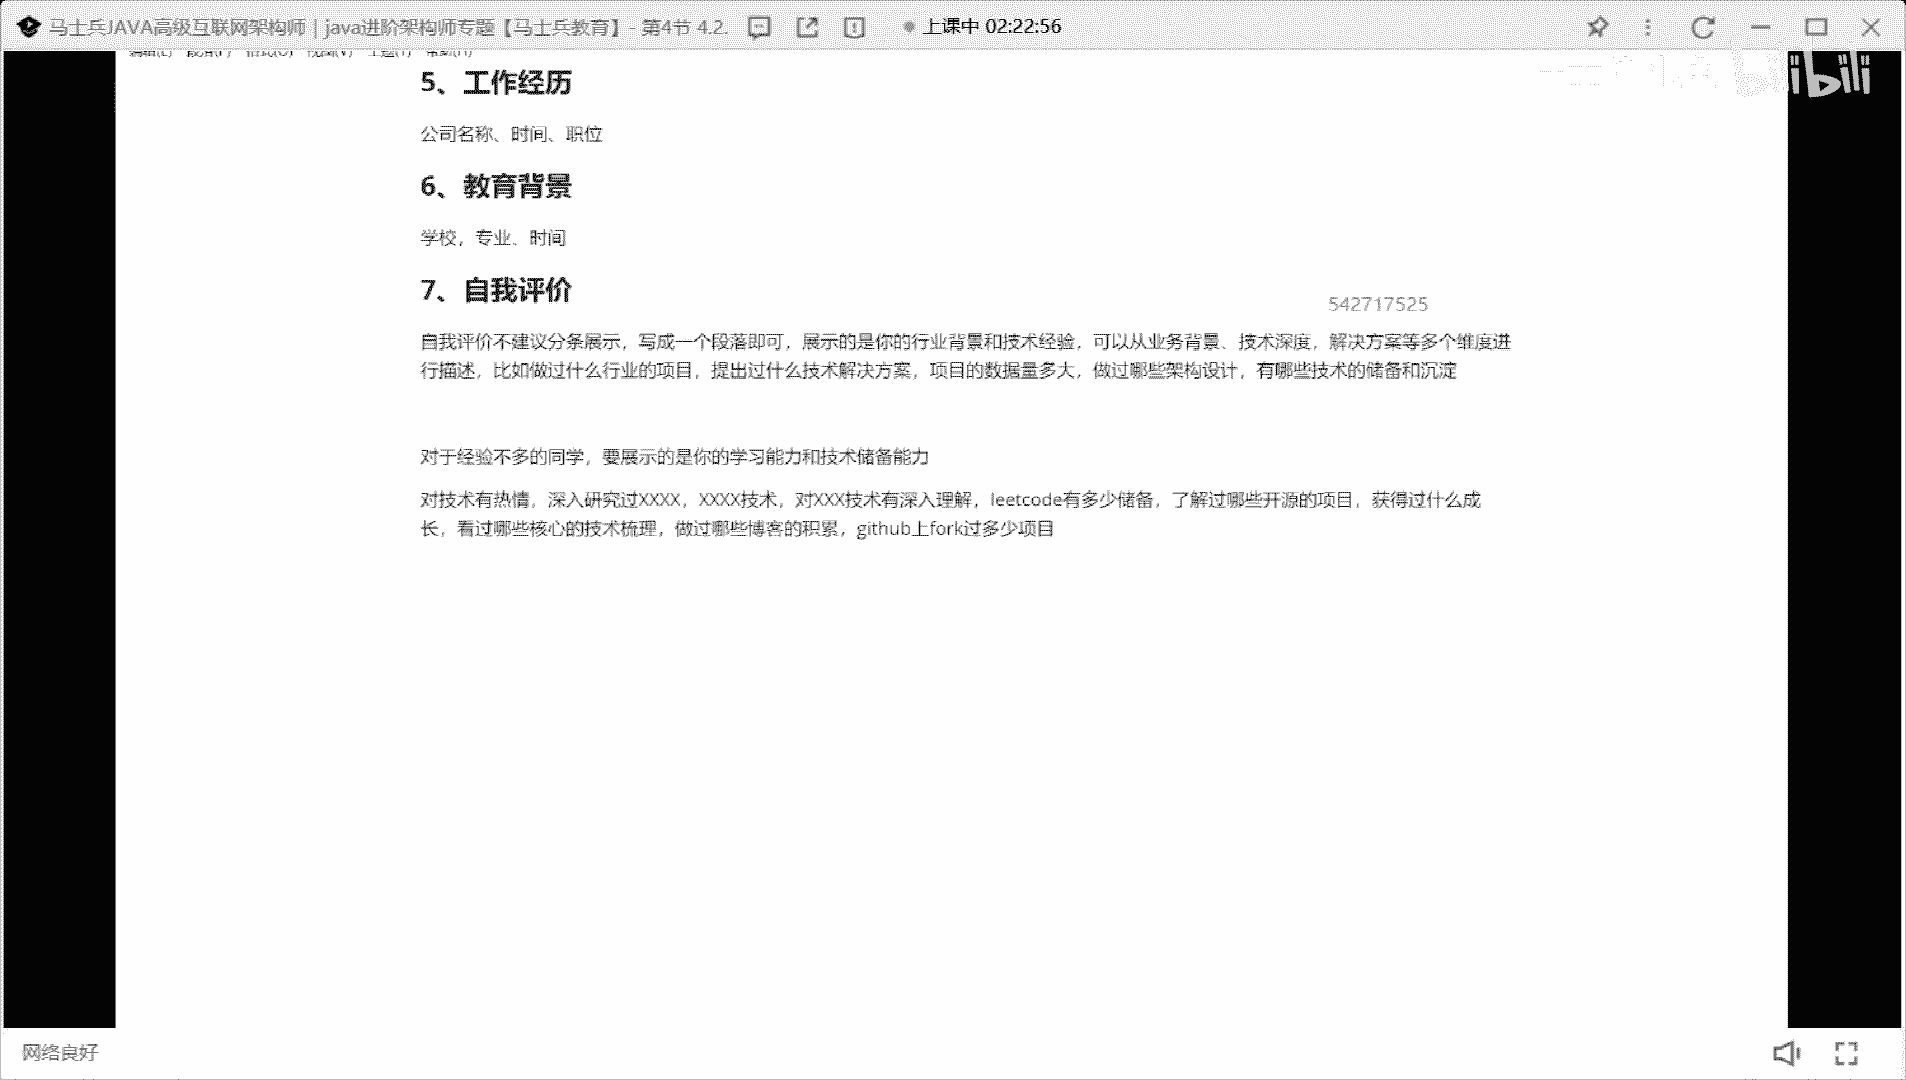 马士兵JAVA高级互联网架构师｜java进阶架构师专题【马士兵教育】- 第4节 4.2.
上课中 02:22:56
编辑(E) 段落(P) 格式(O) 视图(V) 主题(T) 帮助(H)
bilibili
5、工作经历
公司名称、时间、职位
6、教育背景
学校，专业、时间
7、自我评价
542717525
自我评价不建议分条展示，写成一个段落即可，展示的是你的行业背景和技术经验，可以从业务背景、技术深度，解决方案等多个维度进
行描述，比如做过什么行业的项目，提出过什么技术解决方案，项目的数据量多大，做过哪些架构设计，有哪些技术的储备和沉淀
对于经验不多的同学，要展示的是你的学习能力和技术储备能力
对技术有热情，深入研究过XXXX，XXXX技术，对XXX技术有深入理解，leetcode有多少储备，了解过哪些开源的项目，获得过什么成
长，看过哪些核心的技术梳理，做过哪些博客的积累，github上fork过多少项目
网络良好